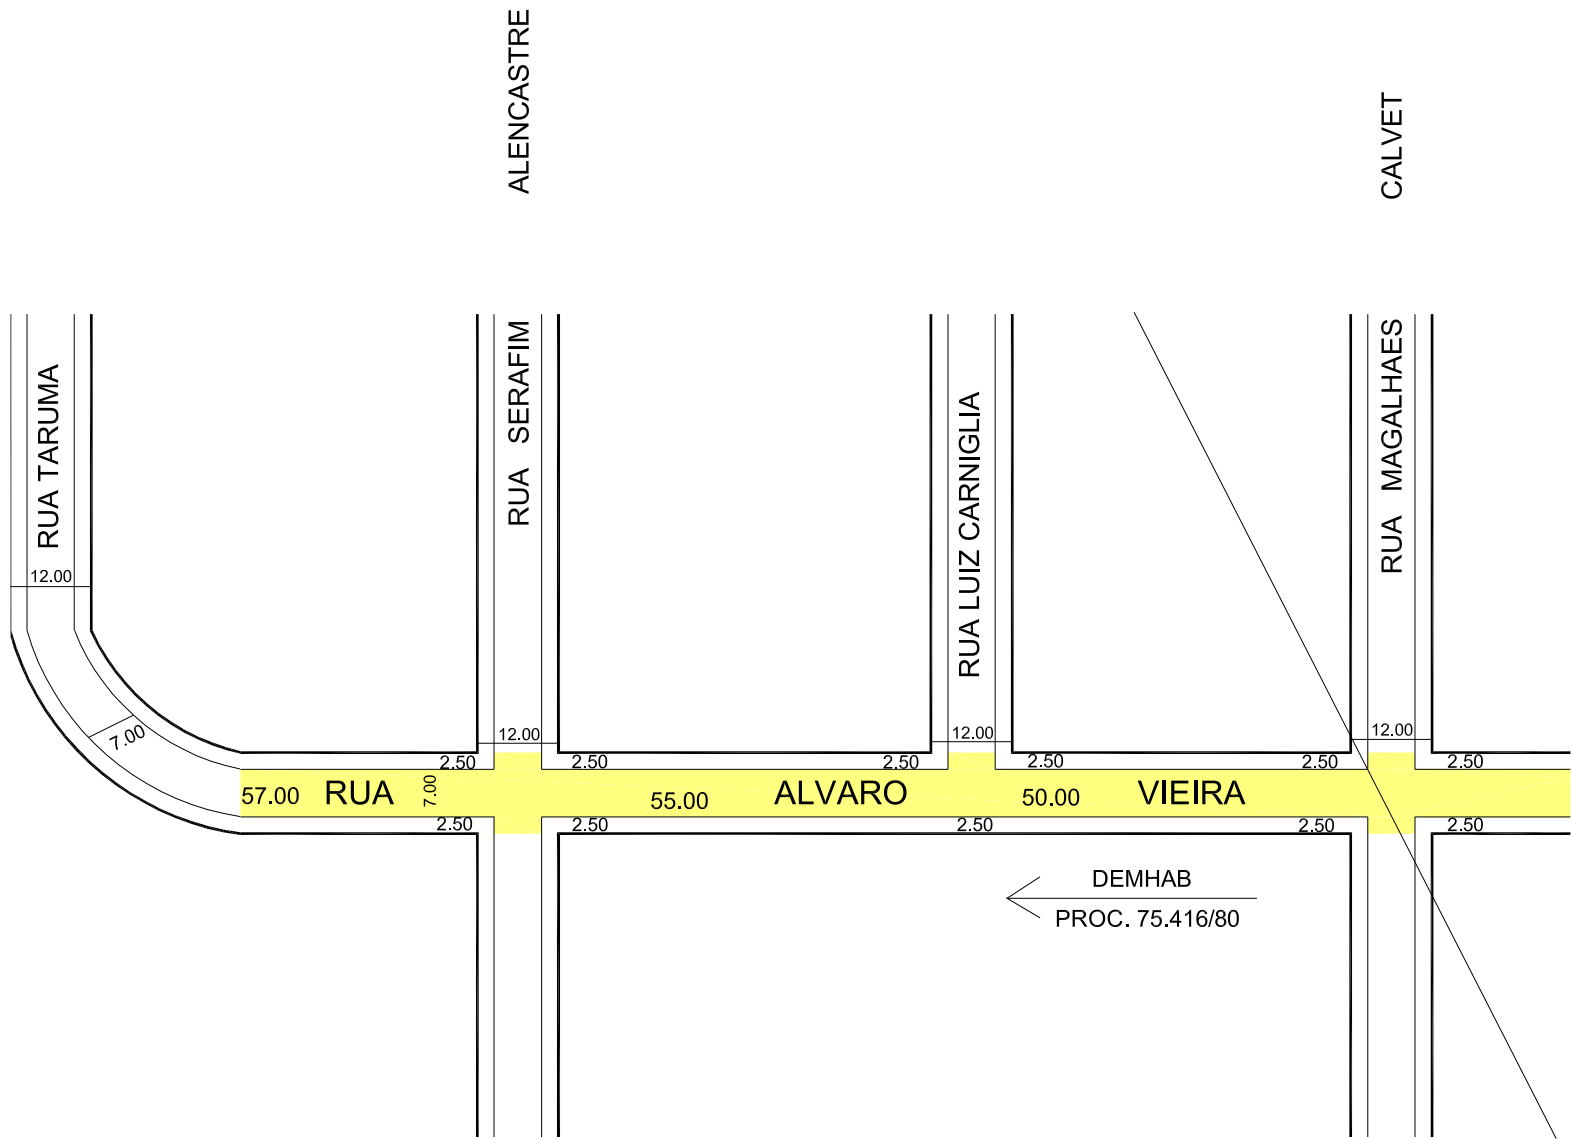 ALENCASTRE
CALVET
RUA TARUMA
RUA SERAFIM
RUA LUIZ CARNIGLIA
RUA MAGALHAES
12.00
12.00
12.00
12.00
7.00
2.50
2.50
2.50
2.50
2.50
2.50
57.00 RUA 7.00 55.00 ALVARO 50.00 VIEIRA
2.50
2.50
2.50
2.50
2.50
DEMHAB
PROC. 75.416/80